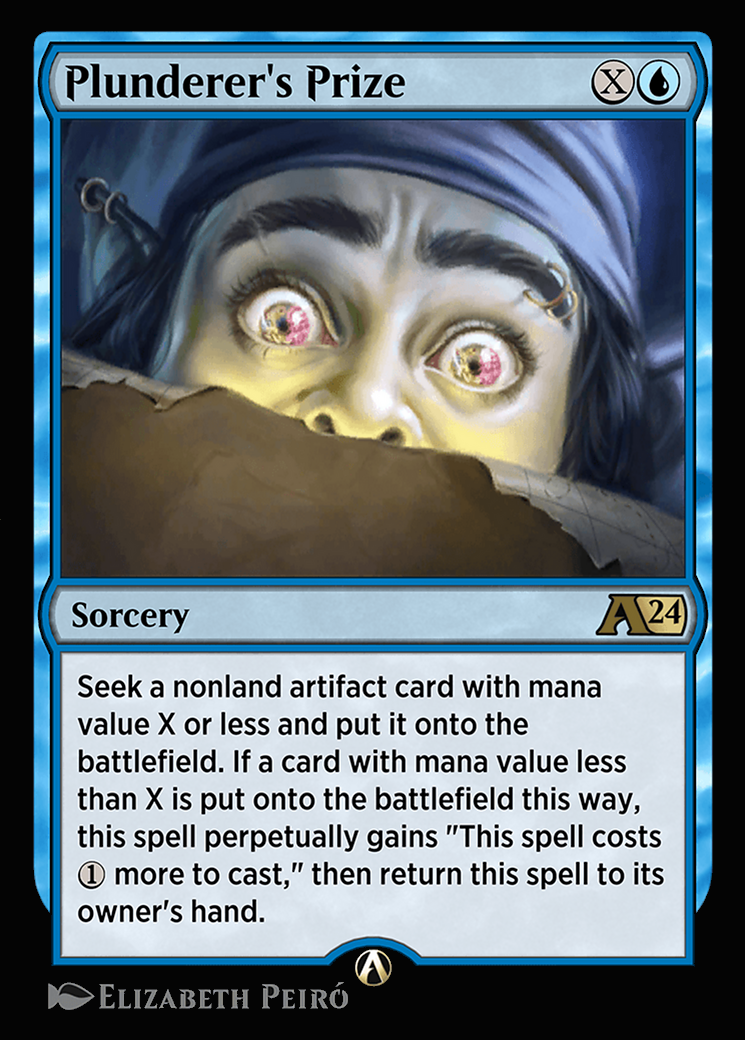 Plunderer's Prize X
Sorcery A24
Seek a nonland artifact card with mana
value X or less and put it onto the
battlefield. If a card with mana value less
than X is put onto the battlefield this way,
this spell perpetually gains "This spell costs
1 more to cast," then return this spell to its
owner's hand.
Elizabeth Peiró